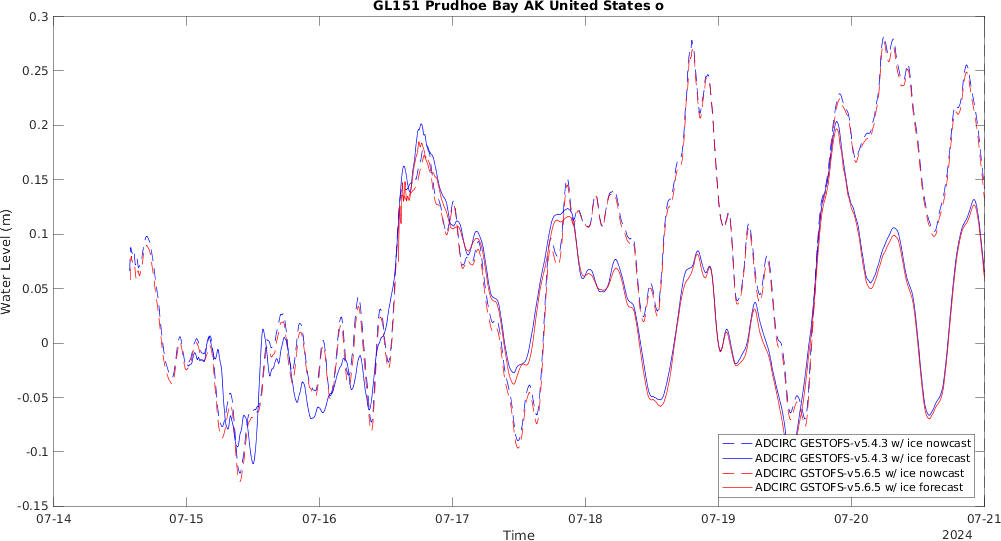 GL151 Prudhoe Bay AK United States o
Water Level (m)
0.3
0.25
0.2
0.15
0.1
0.05
0
-0.05
-0.1
-0.15
ADCIRC GESTOFS-v5.4.3 w/ ice nowcast
ADCIRC GESTOFS-v5.4.3 w/ ice forecast
ADCIRC GSTOFS-v5.6.5 w/ ice nowcast
ADCIRC GSTOFS-v5.6.5 w/ ice forecast
07-14 07-15 07-16 07-17 07-18 07-19 07-20 07-21
Time
2024